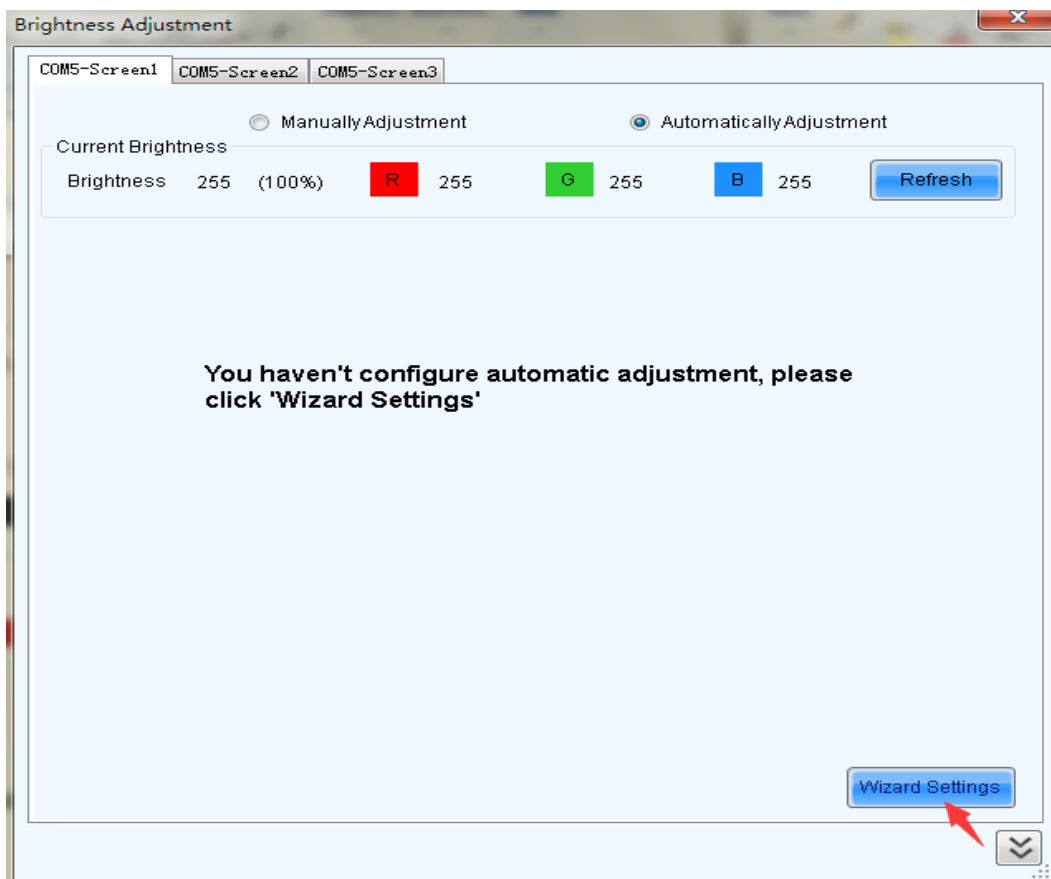 Brightness Adjustment
COM5-Screen1 COM5-Screen2 COM5-Screen3
Manually Adjustment Automatically Adjustment
Current Brightness
Brightness 255 (100%) R 255 G 255 B 255 Refresh
You haven't configure automatic adjustment, please
click 'Wizard Settings'
Wizard Settings